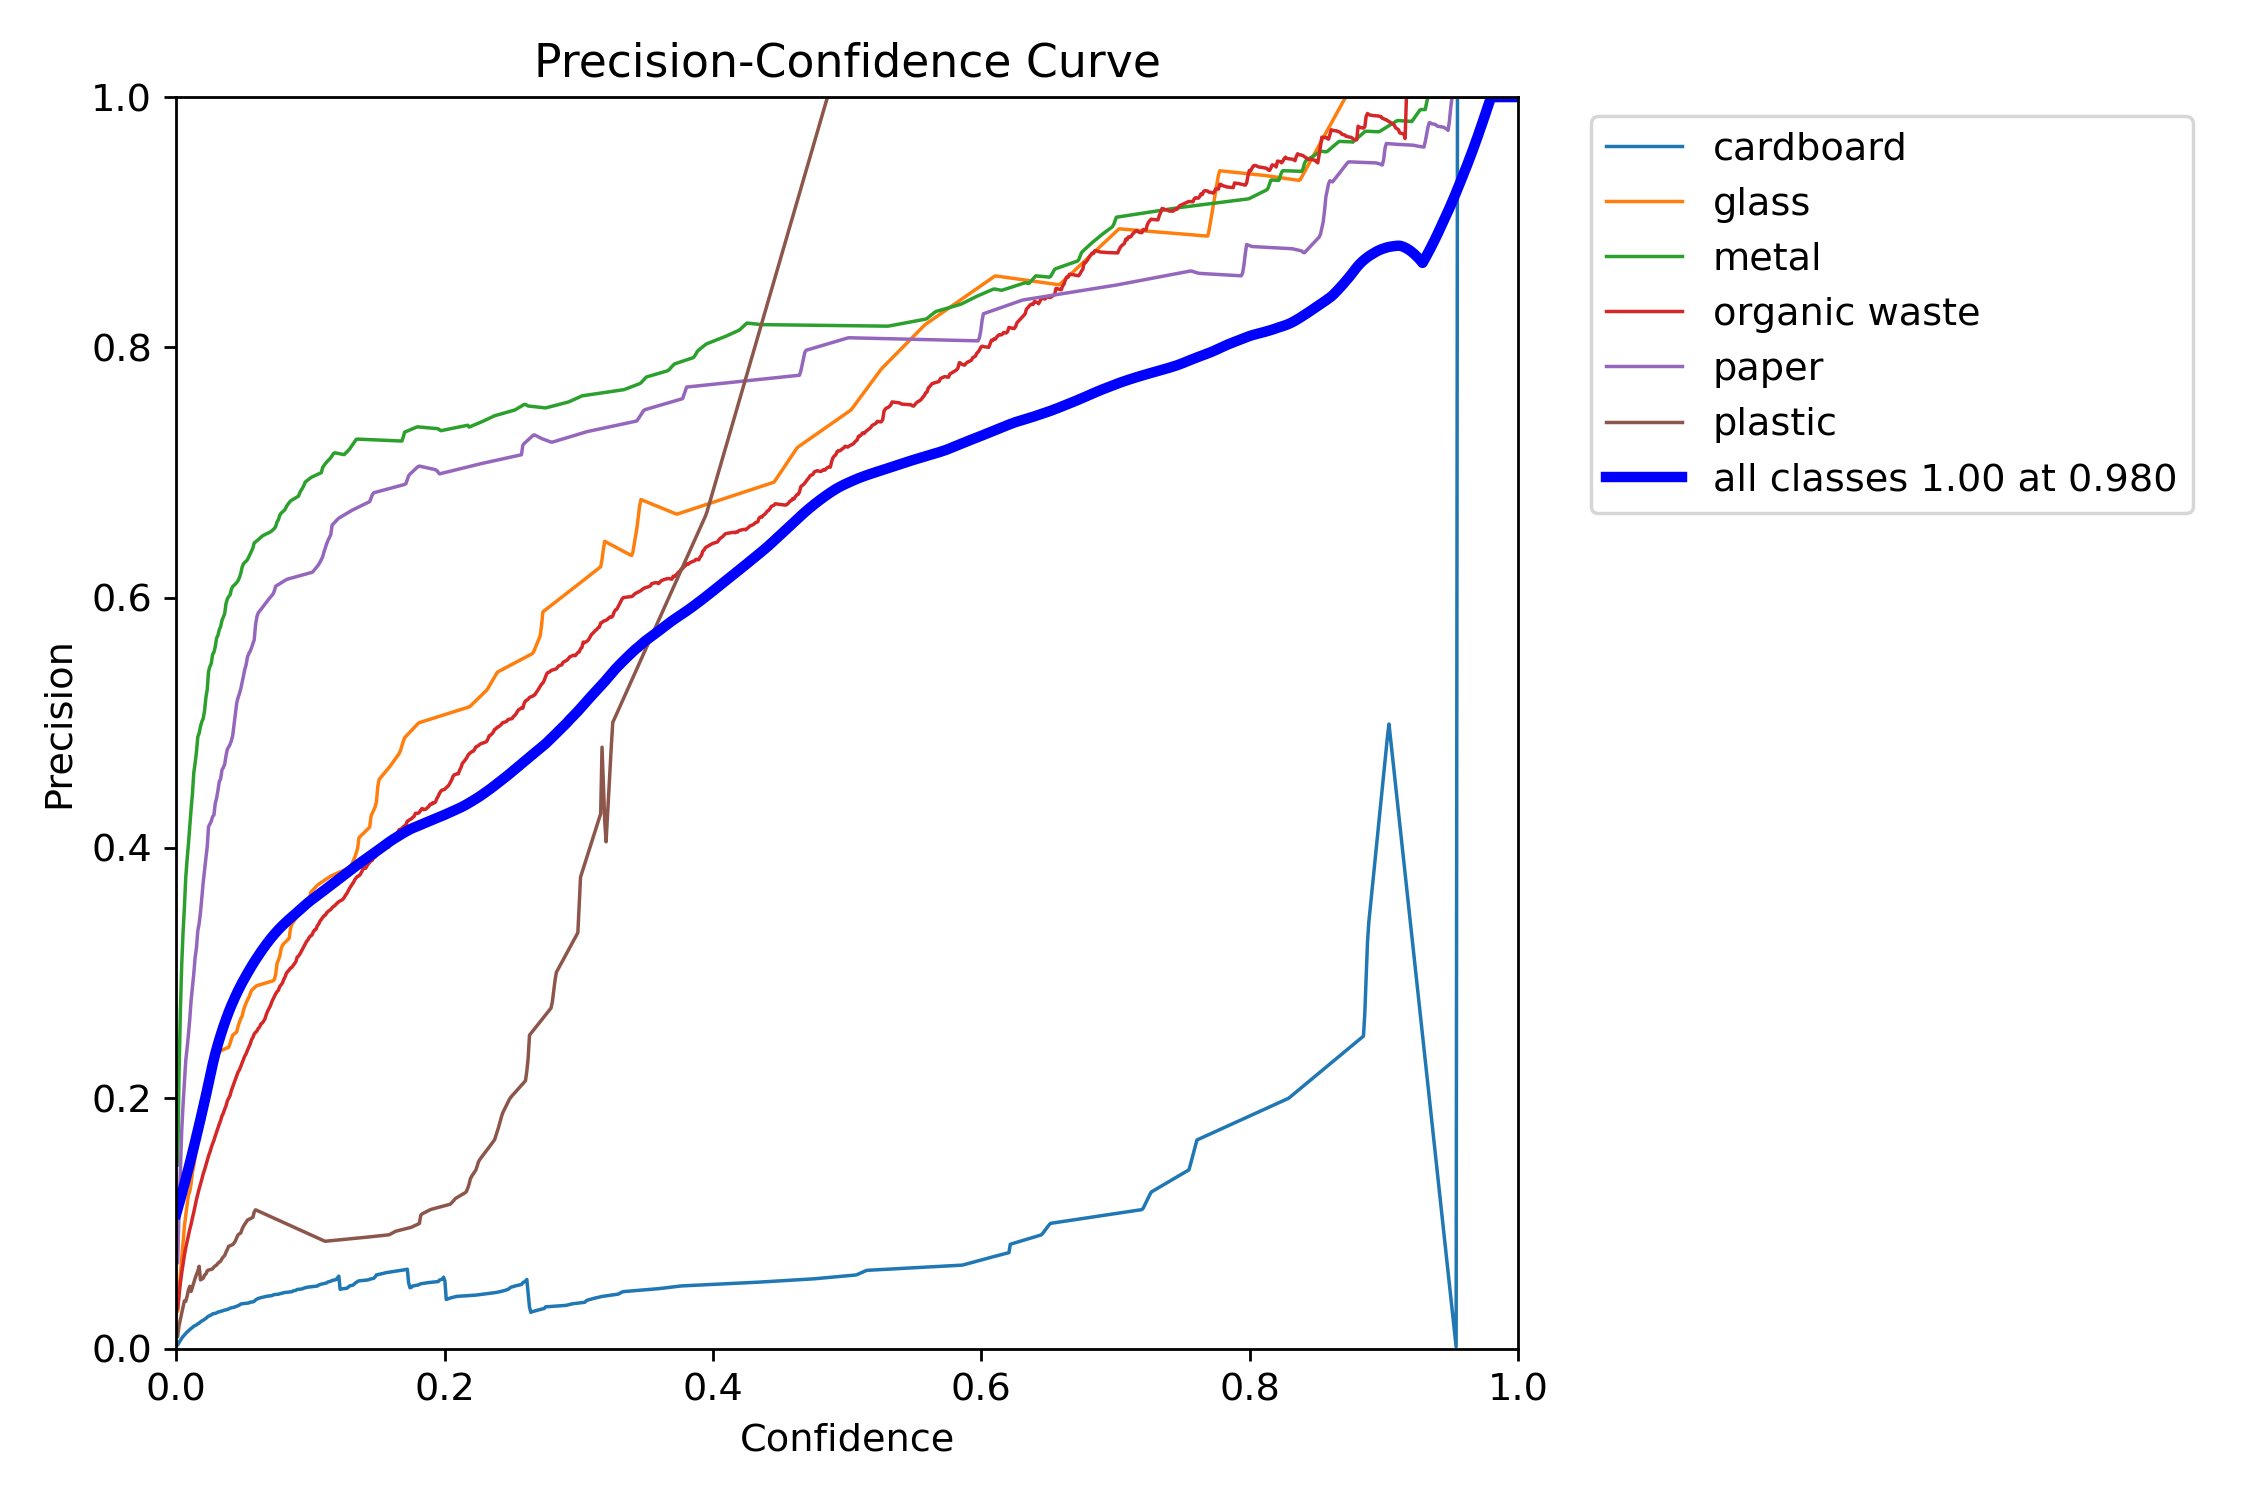 Precision-Confidence Curve
1.0
0.8
0.6
0.4
0.2
0.0
Precision
0.0 0.2 0.4 0.6 0.8 1.0
Confidence
cardboard
glass
metal
organic waste
paper
plastic
all classes 1.00 at 0.980